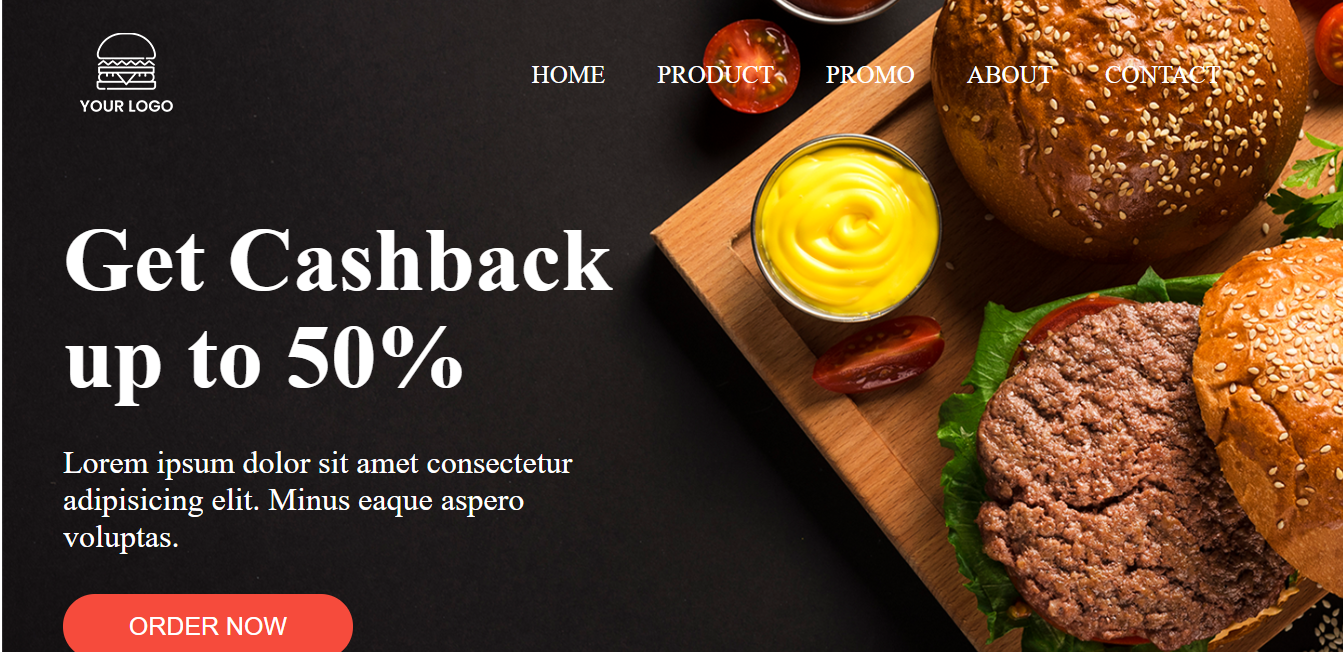 YOUR LOGO
HOME PRODUCT PROMO ABOUT CONTACT
Get Cashback
up to 50%
Lorem ipsum dolor sit amet consectetur
adipisicing elit. Minus eaque aspero
voluptas.
ORDER NOW